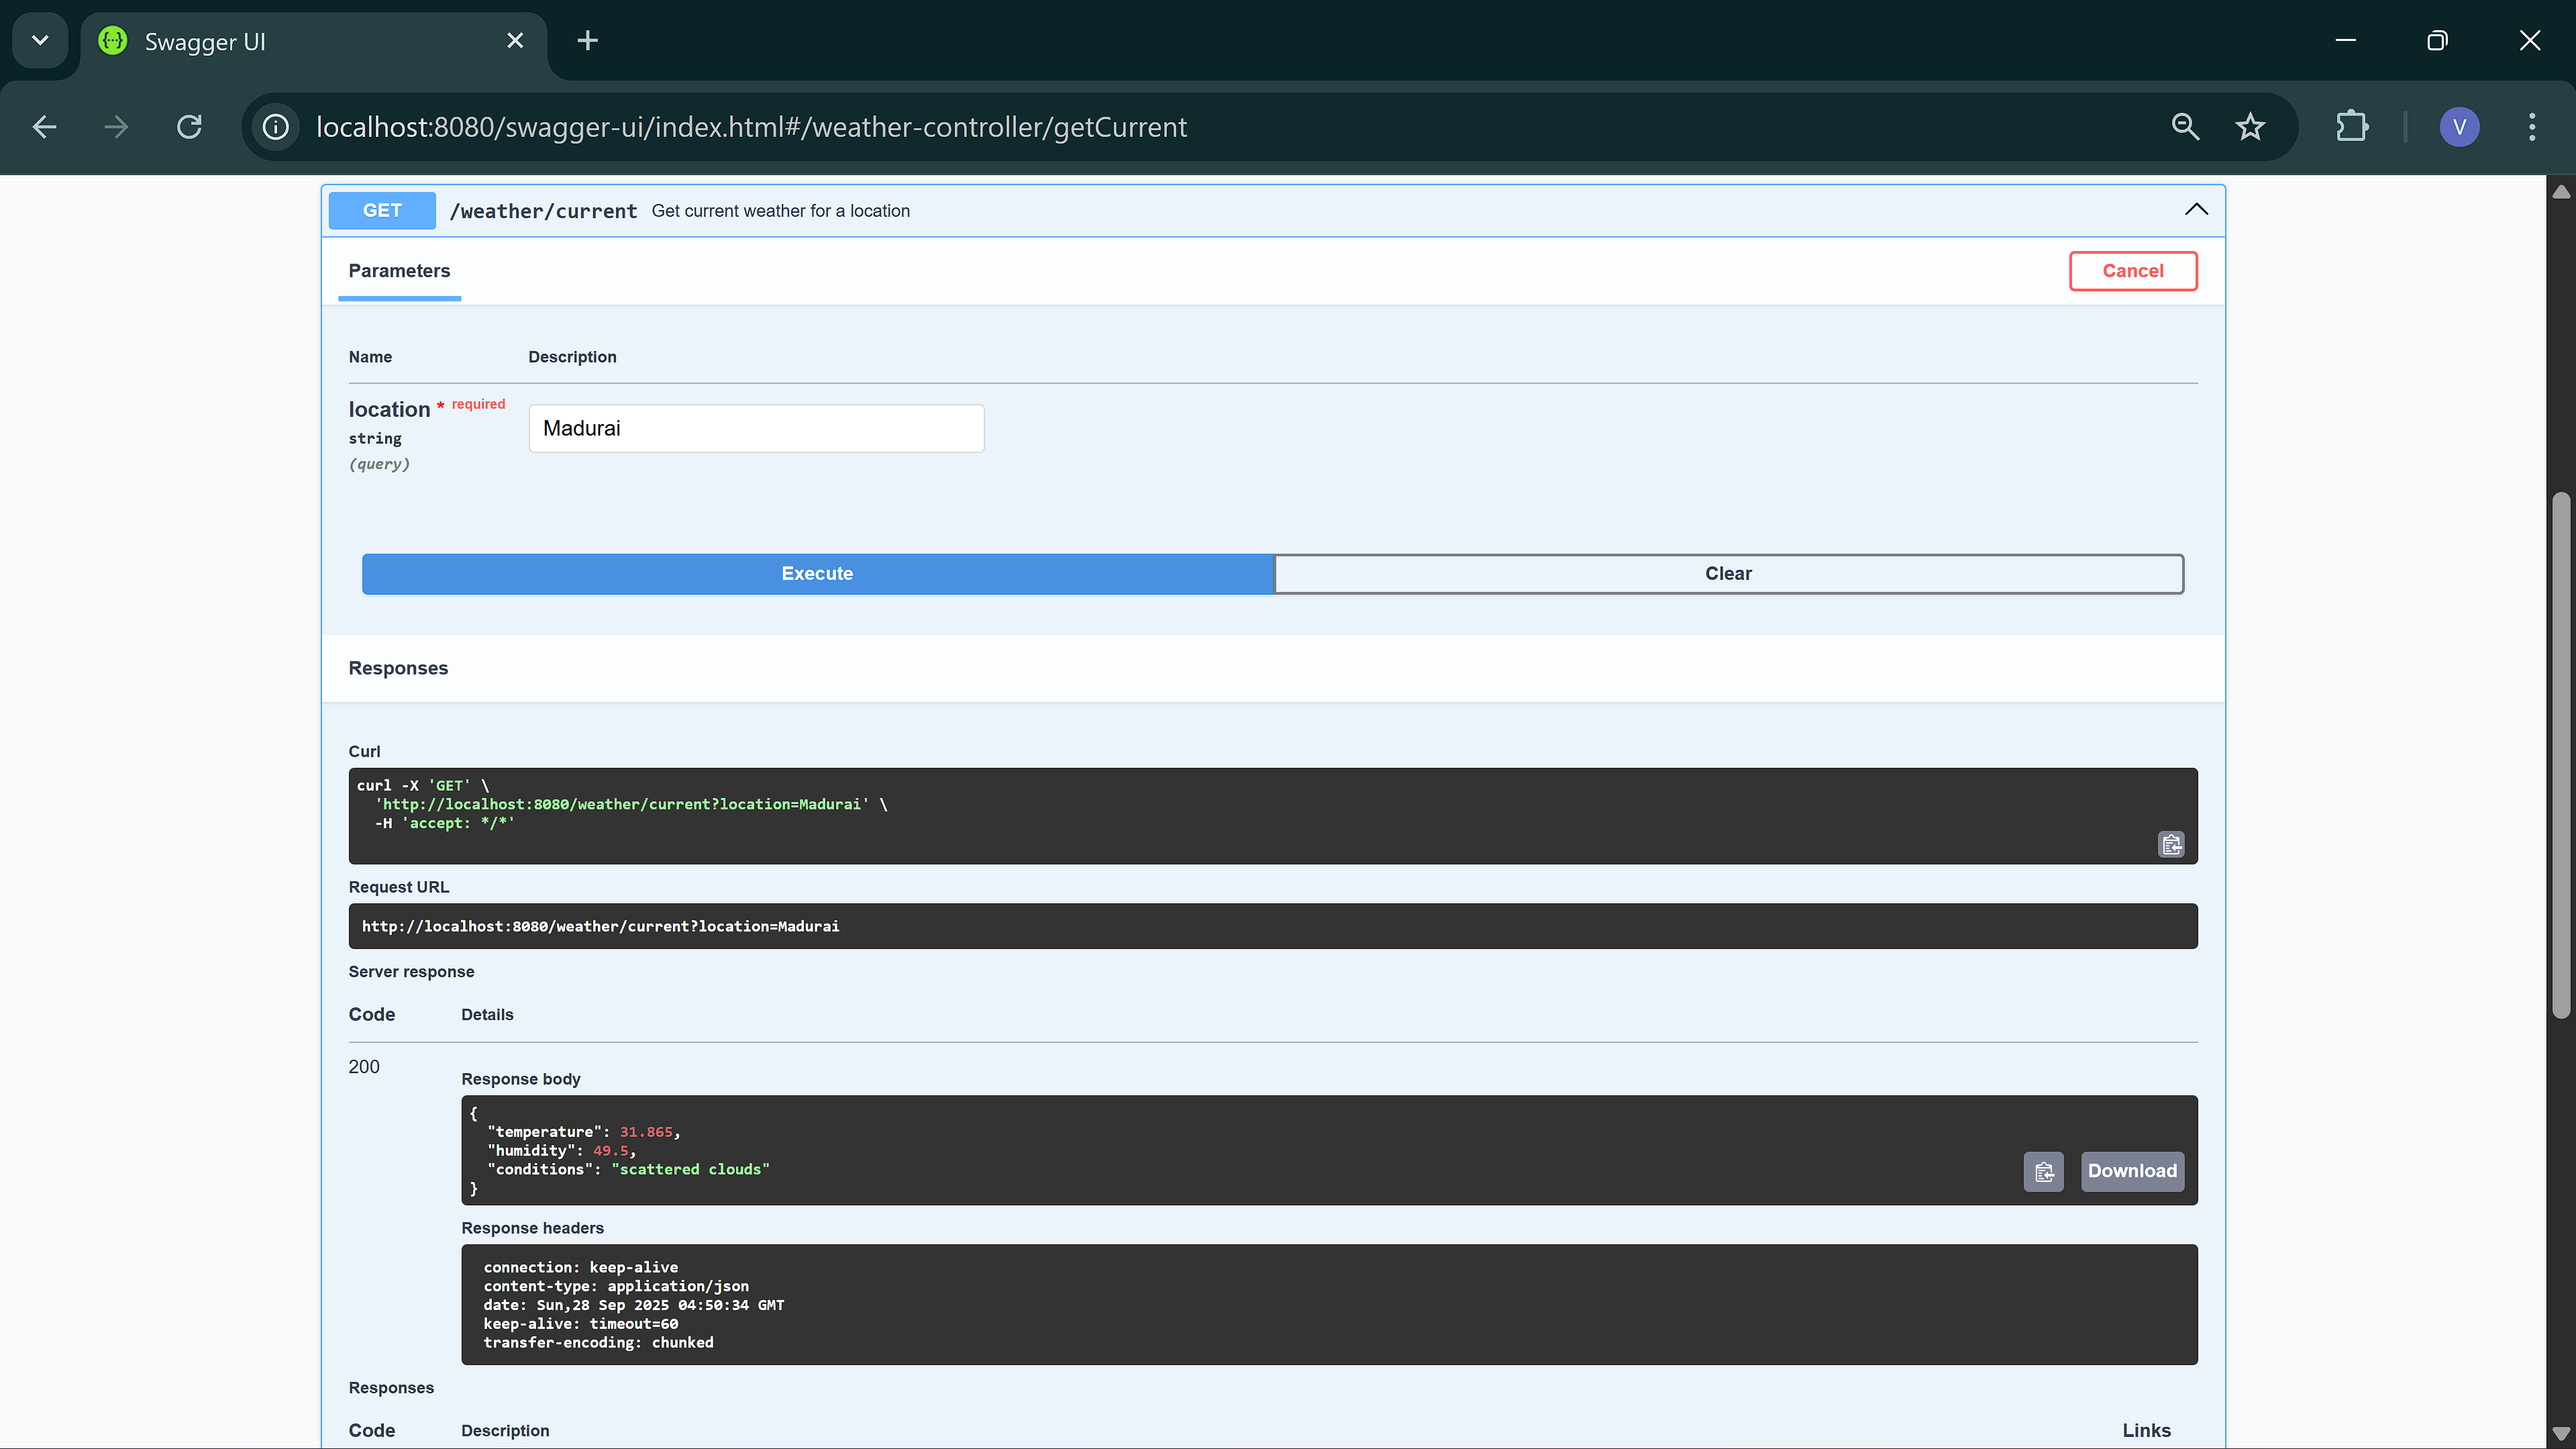 Swagger UI
localhost:8080/swagger-ui/index.html#/weather-controller/getCurrent
V
GET /weather/current Get current weather for a location
Parameters
Cancel
Name Description
location * required
string
(query)
Madurai
Execute
Clear
Responses
Curl
curl -X 'GET' \
'http://localhost:8080/weather/current?location=Madurai' \
-H 'accept: */*'
Request URL
http://localhost:8080/weather/current?location=Madurai
Server response
Code Details
200
Response body
{
"temperature": 31.865,
"humidity": 49.5,
"conditions": "scattered clouds"
}
Download
Response headers
connection: keep-alive
content-type: application/json
date: Sun,28 Sep 2025 04:50:34 GMT
keep-alive: timeout=60
transfer-encoding: chunked
Responses
Code Description Links